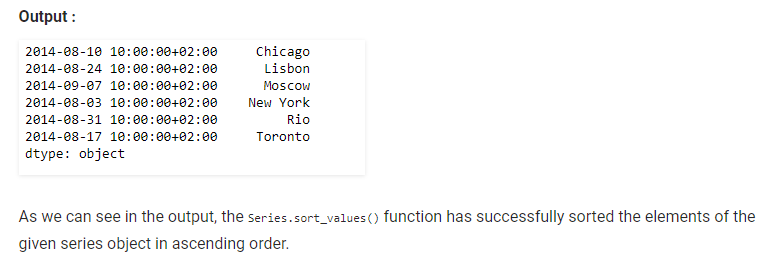 Output :
2014-08-10 10:00:00+02:00 Chicago
2014-08-24 10:00:00+02:00 Lisbon
2014-09-07 10:00:00+02:00 Moscow
2014-08-03 10:00:00+02:00 New York
2014-08-31 10:00:00+02:00 Rio
2014-08-17 10:00:00+02:00 Toronto
dtype: object
As we can see in the output, the Series.sort_values() function has successfully sorted the elements of the
given series object in ascending order.